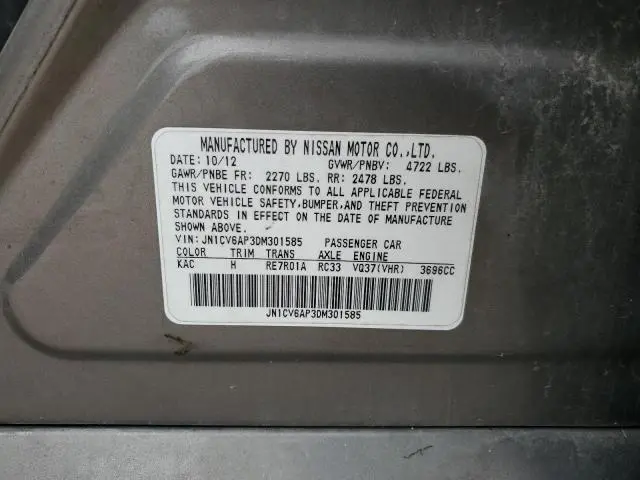 MANUFACTURED BY NISSAN MOTOR CO.,LTD.
DATE: 10/12 GVWR/PNBV: 4722 LBS.
GAWR/PNBE FR: 2270 LBS. RR: 2478 LBS.
THIS VEHICLE CONFORMS TO ALL APPLICABLE FEDERAL
MOTOR VEHICLE SAFETY,BUMPER,AND THEFT PREVENTION
STANDARDS IN EFFECT ON THE DATE OF MANUFACTURE
SHOWN ABOVE.
VIN: JN1CV6AP3DM301585 PASSENGER CAR
COLOR TRIM TRANS AXLE ENGINE
KAC H RE7R01A RC33 VQ37(VHR) 3696CC
JN1CV6AP3DM301585